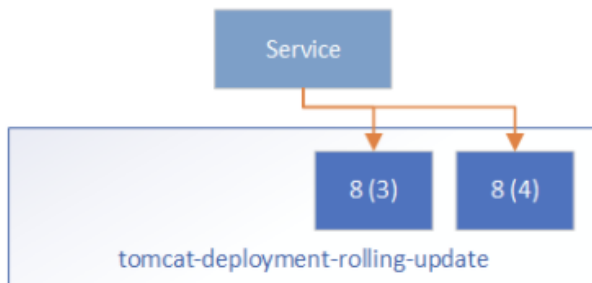 Service
8 (3)
8 (4)
tomcat-deployment-rolling-update